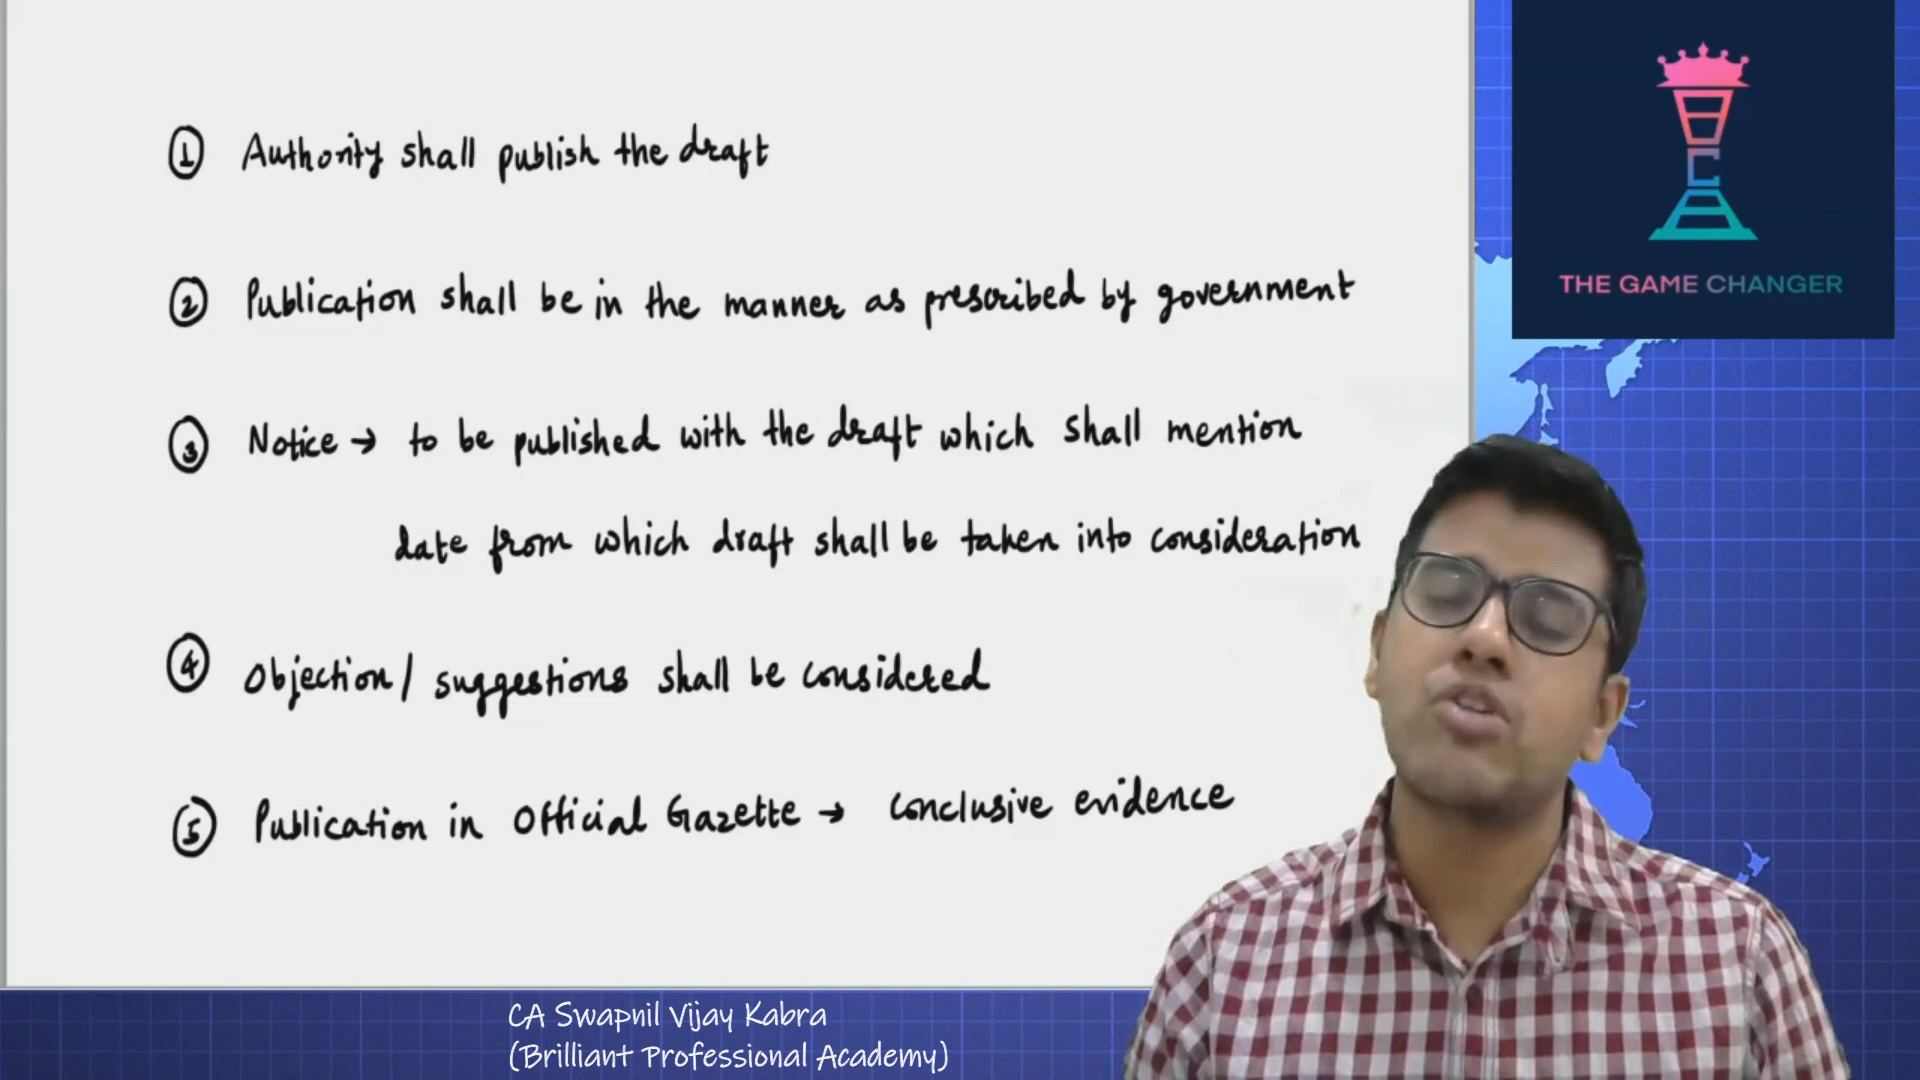 ① Authority shall publish the draft
② Publication shall be in the manner as prescribed by government
③ Notice → to be published with the draft which shall mention
date from which draft shall be taken into consideration
④ Objection / suggestions shall be considered
⑤ Publication in Official Gazette → conclusive evidence
THE GAME CHANGER
CA Swapnil Vijay Kabra
(Brilliant Professional Academy)